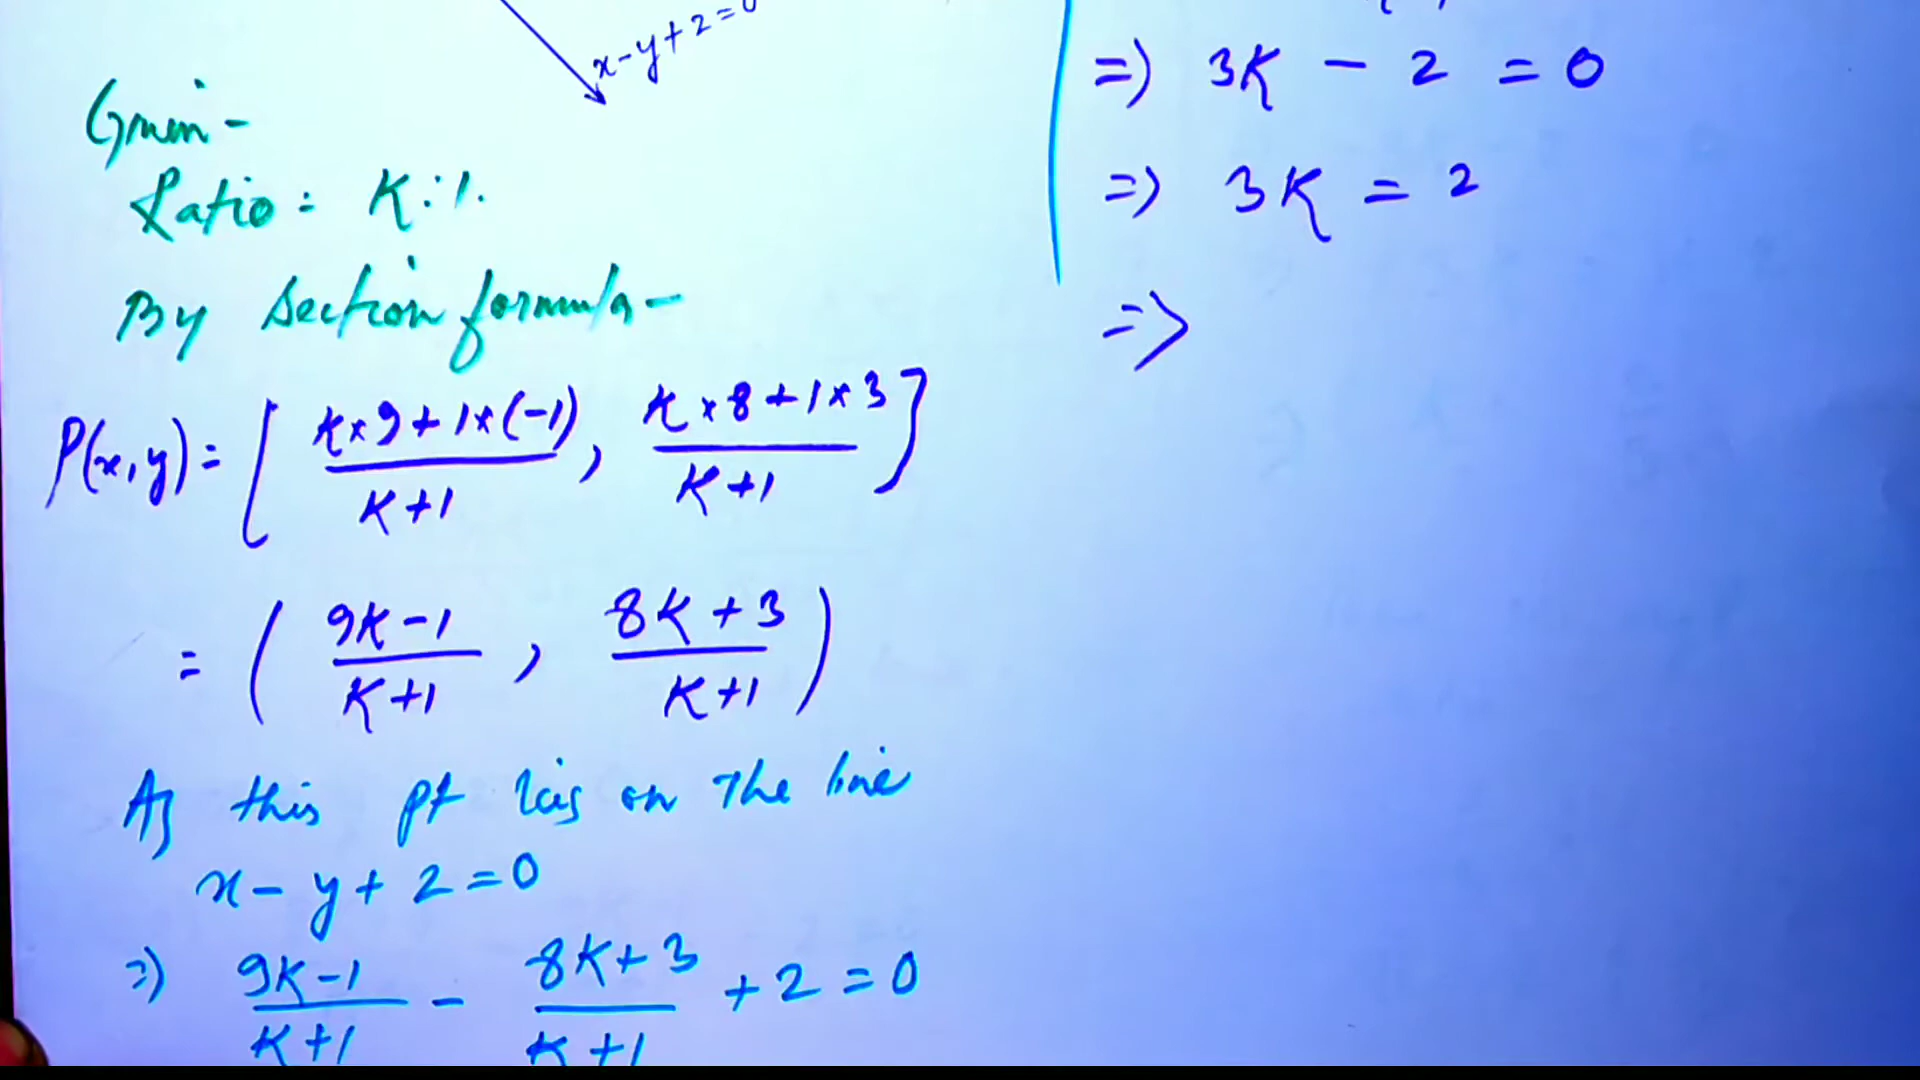 x-y+2=0
Given-
Ratio = K:1.
By section formula-
P(x,y) = [ (K×9+1×(-1))/(K+1), (K×8+1×3)/(K+1) ]
= ( (9K-1)/(K+1), (8K+3)/(K+1) )
As this pt lies on the line
x-y+2=0
=> (9K-1)/(K+1) - (8K+3)/(K+1) +2=0
=> 3K - 2 = 0
=> 3K = 2
=>